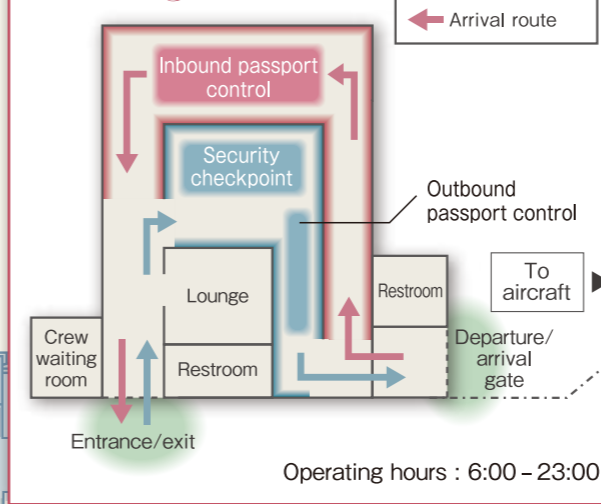 Arrival route
Inbound passport
control
Security
checkpoint
Outbound
passport control
To
aircraft
Lounge
Restroom
Crew
waiting
room
Restroom
Departure/
arrival
gate
Entrance/exit
Operating hours : 6:00 – 23:00